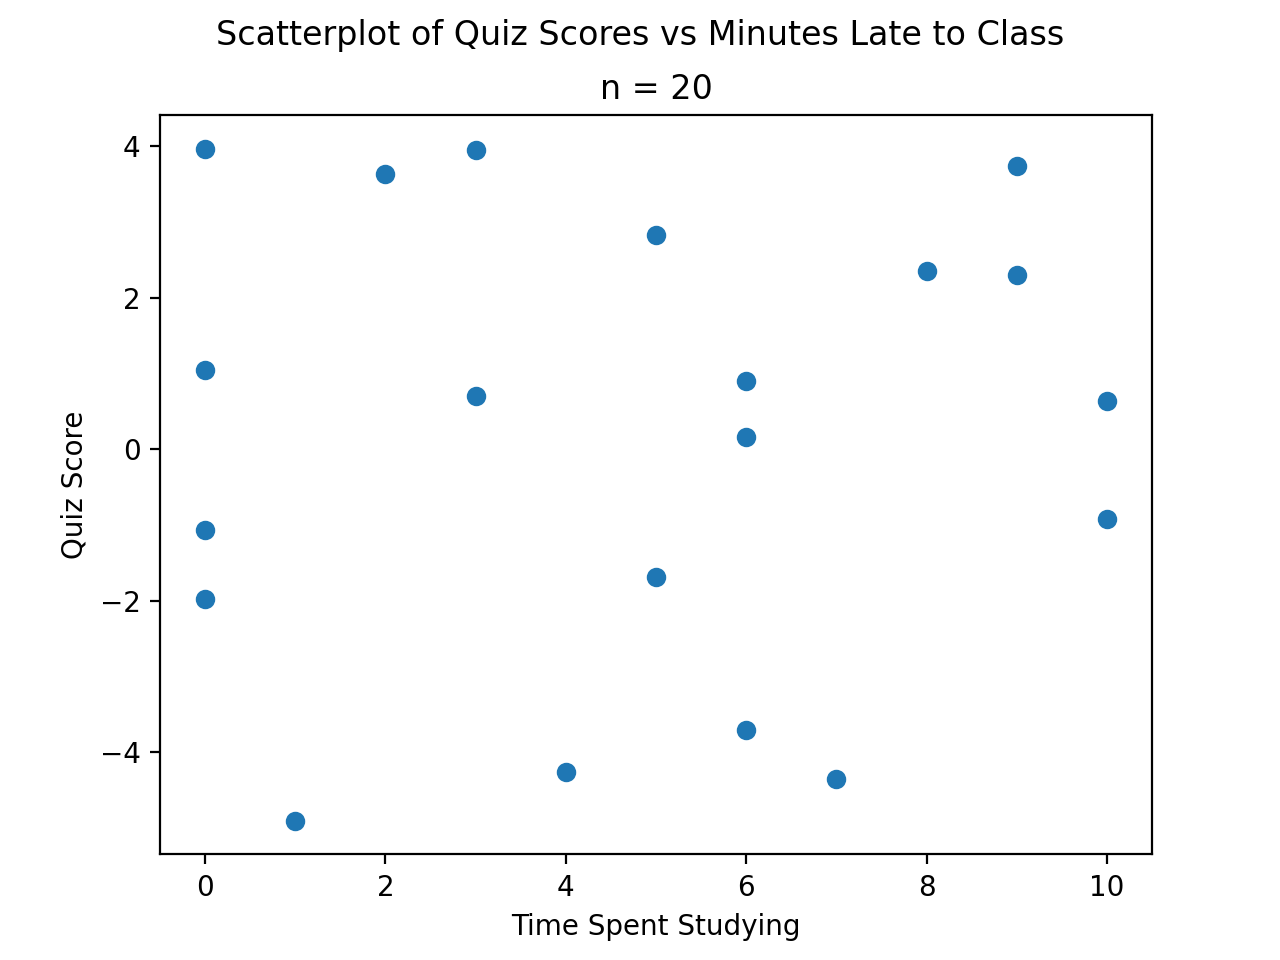 Scatterplot of Quiz Scores vs Minutes Late to Class
n = 20
4
2
0
−2
−4
Quiz Score
0 2 4 6 8 10
Time Spent Studying